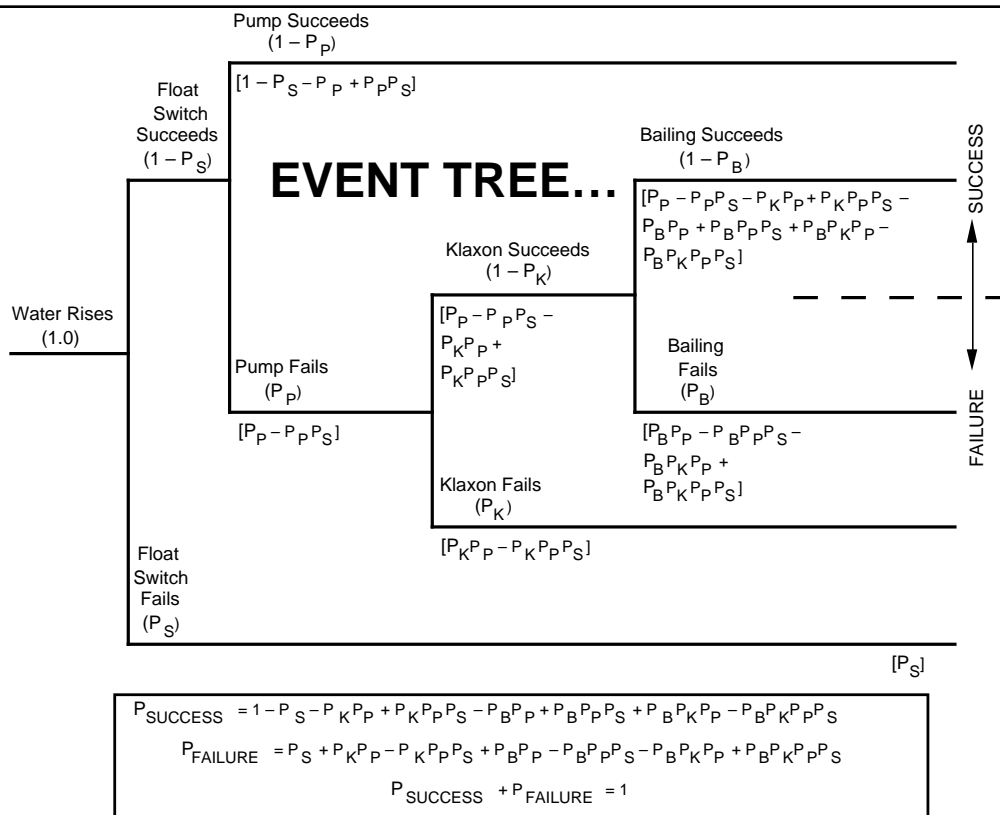 Pump Succeeds
(1 – P_P)
[1 – P_S – P_P + P_P P_S]
Float
Switch
Succeeds
(1 – P_S)
EVENT TREE…
Bailing Succeeds
(1 – P_B)
[P_P – P_P P_S – P_K P_P + P_K P_P P_S –
P_B P_P + P_B P_P P_S + P_B P_K P_P –
P_B P_K P_P P_S]
SUCCESS
Klaxon Succeeds
(1 – P_K)
[P_P – P_P P_S –
P_K P_P +
P_K P_P P_S]
Water Rises
(1.0)
Bailing
Fails
(P_B)
[P_B P_P – P_B P_P P_S –
P_B P_K P_P +
P_B P_K P_P P_S]
FAILURE
Pump Fails
(P_P)
[P_P – P_P P_S]
Klaxon Fails
(P_K)
[P_K P_P – P_K P_P P_S]
Float
Switch
Fails
(P_S)
[P_S]
P_SUCCESS = 1 – P_S – P_K P_P + P_K P_P P_S – P_B P_P + P_B P_P P_S + P_B P_K P_P – P_B P_K P_P P_S
P_FAILURE = P_S + P_K P_P – P_K P_P P_S + P_B P_P – P_B P_P P_S – P_B P_K P_P + P_B P_K P_P P_S
P_SUCCESS + P_FAILURE = 1